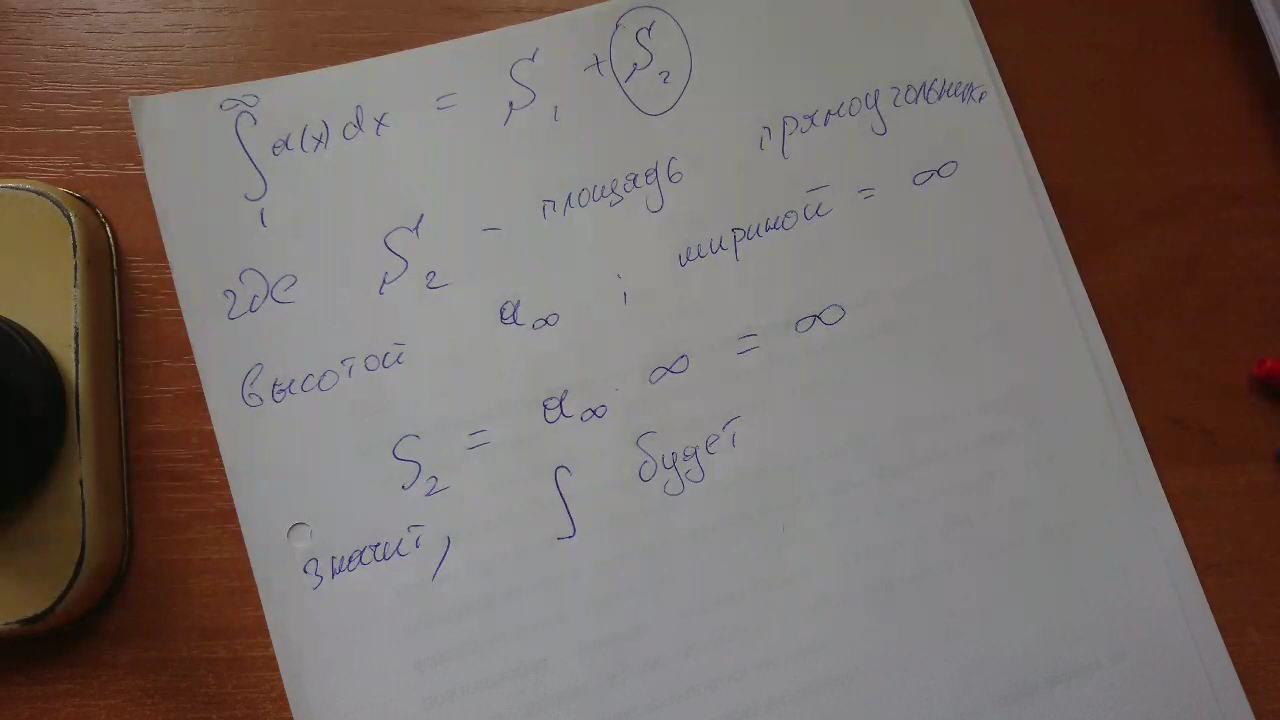 ∞
∫ a(x) dx = S₁ + S₂
1
где S₂ - площадь прямоугольника
высотой a∞ ; шириной = ∞
S₂ = a∞ · ∞ = ∞
значит, ∫ будет